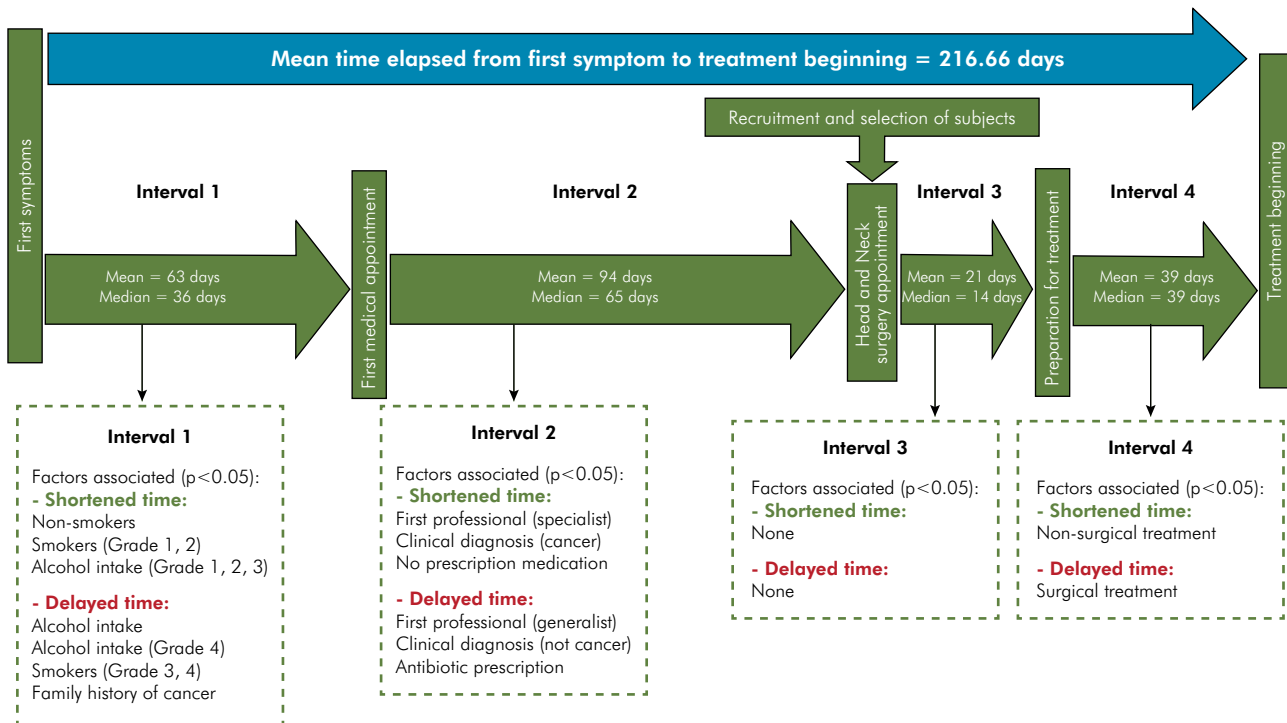 Mean time elapsed from first symptom to treatment beginning = 216.66 days
Recruitment and selection of subjects
First symptoms
Interval 1
Mean = 63 days
Median = 36 days
First medical appointment
Interval 2
Mean = 94 days
Median = 65 days
Head and Neck
surgery appointment
Interval 3
Mean = 21 days
Median = 14 days
Preparation for treatment
Interval 4
Mean = 39 days
Median = 39 days
Treatment beginning
Interval 1
Factors associated (p<0.05):
- Shortened time:
Non-smokers
Smokers (Grade 1, 2)
Alcohol intake (Grade 1, 2, 3)
- Delayed time:
Alcohol intake
Alcohol intake (Grade 4)
Smokers (Grade 3, 4)
Family history of cancer
Interval 2
Factors associated (p<0.05):
- Shortened time:
First professional (specialist)
Clinical diagnosis (cancer)
No prescription medication
- Delayed time:
First professional (generalist)
Clinical diagnosis (not cancer)
Antibiotic prescription
Interval 3
Factors associated (p<0.05):
- Shortened time:
None
- Delayed time:
None
Interval 4
Factors associated (p<0.05):
- Shortened time:
Non-surgical treatment
- Delayed time:
Surgical treatment